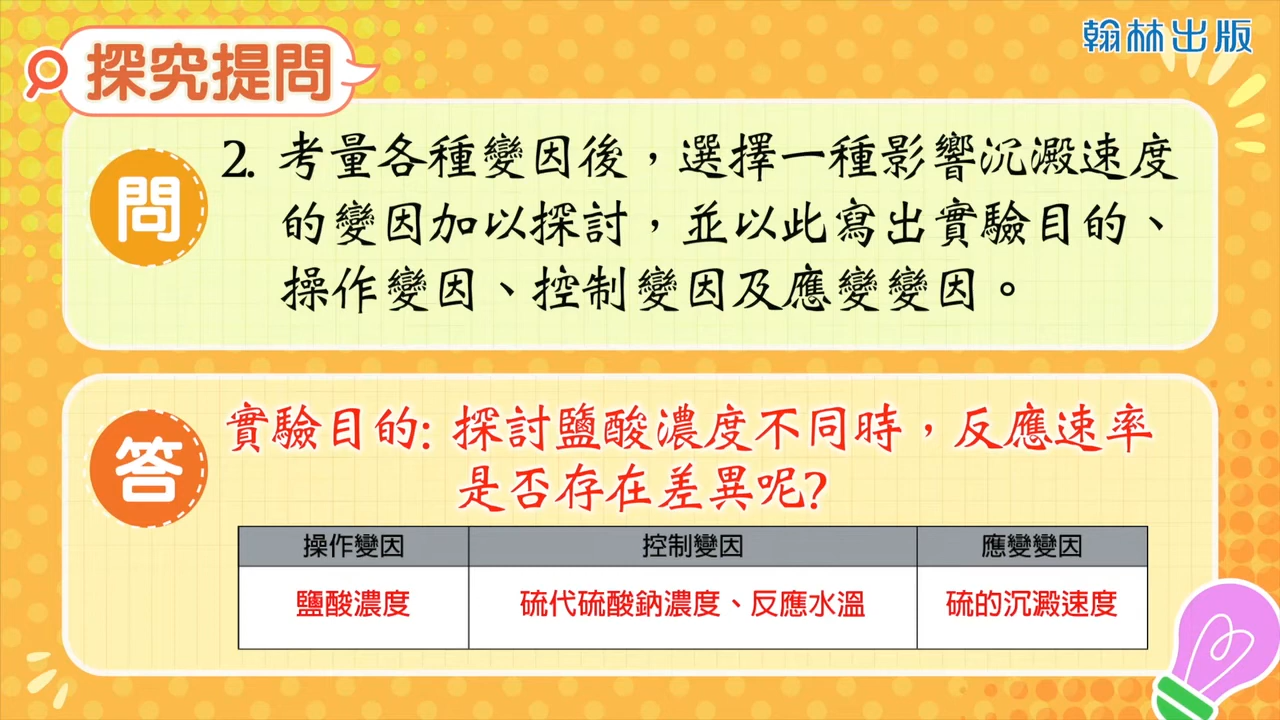 翰林出版
探究提問
問
2. 考量各種變因後，選擇一種影響沉澱速度
的變因加以探討，並以此寫出實驗目的、
操作變因、控制變因及應變變因。
答
實驗目的: 探討鹽酸濃度不同時，反應速率
是否存在差異呢?
操作變因 控制變因 應變變因
鹽酸濃度 硫代硫酸鈉濃度、反應水溫 硫的沉澱速度